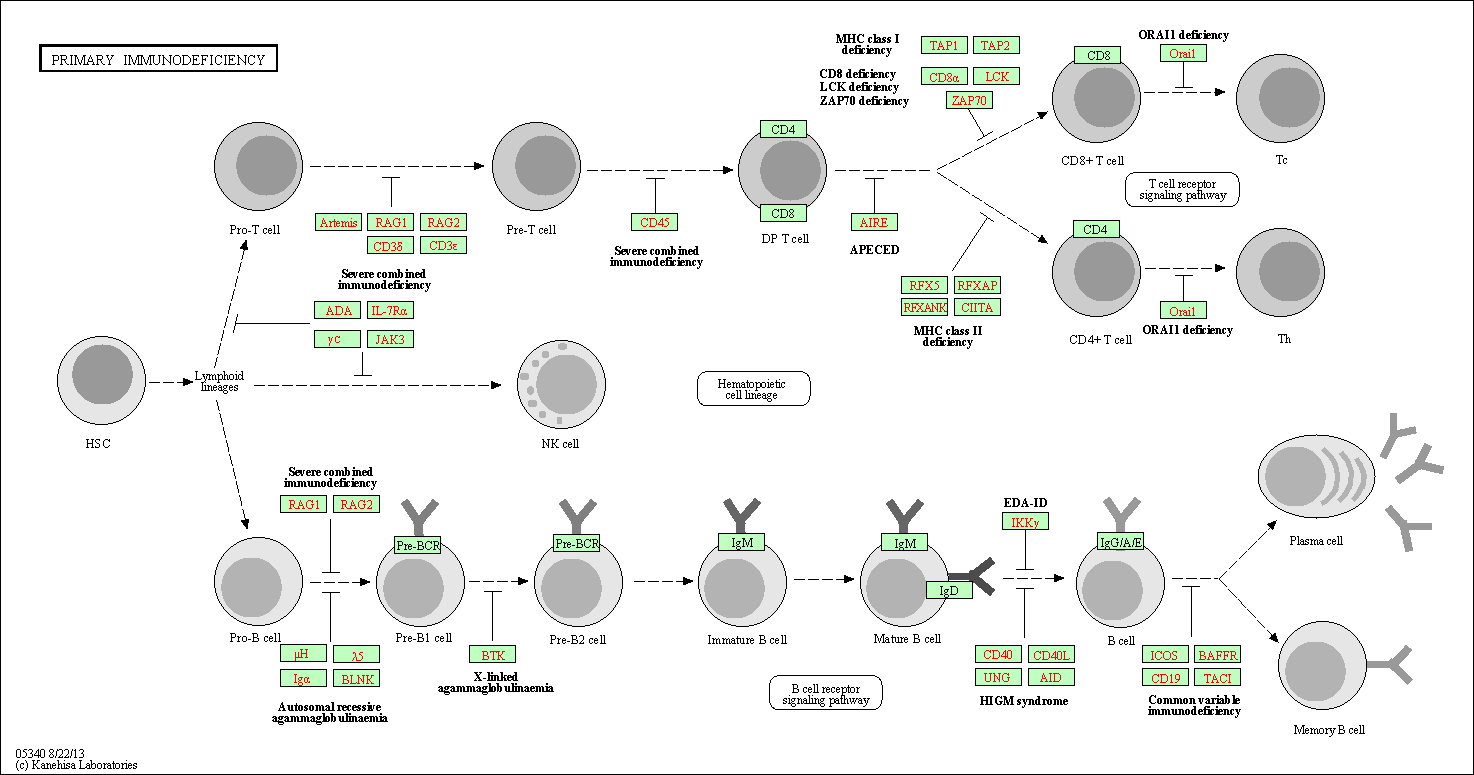 PRIMARY IMMUNODEFICIENCY
MHC class I
deficiency
TAP1
TAP2
CD8 deficiency
LCK deficiency
ZAP70 deficiency
CD8α
LCK
ZAP70
CD8
CD8+ T cell
ORAI1 deficiency
Orai1
Tc
T cell receptor
signaling pathway
Pro-T cell
Artemis
RAG1
RAG2
CD3δ
CD3ε
Severe combined
immunodeficiency
Pre-T cell
CD45
Severe combined
immunodeficiency
CD4
CD8
DP T cell
AIRE
APECED
RFX5
RFXAP
RFXANK
CIITA
MHC class II
deficiency
CD4
CD4+ T cell
Orai1
ORAI1 deficiency
Th
ADA
IL-7Rα
γc
JAK3
HSC
Lymphoid
lineages
NK cell
Hematopoietic
cell lineage
Severe combined
immunodeficiency
RAG1
RAG2
Pro-B cell
μH
λ5
Igα
BLNK
Autosomal recessive
agammaglobulinaemia
Pre-BCR
Pre-B1 cell
BTK
X-linked
agammaglobulinaemia
Pre-BCR
Pre-B2 cell
IgM
Immature B cell
IgM
IgD
Mature B cell
B cell receptor
signaling pathway
EDA-ID
IKKγ
CD40
CD40L
UNG
AID
HIGM syndrome
IgG/A/E
B cell
ICOS
BAFFR
CD19
TACI
Common variable
immunodeficiency
Plasma cell
Memory B cell
05340 8/22/13
(c) Kanehisa Laboratories